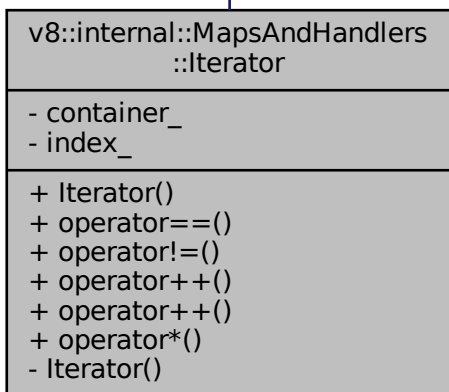 v8::internal::MapsAndHandlers
::Iterator
- container_
- index_
+ Iterator()
+ operator==()
+ operator!=()
+ operator++()
+ operator++()
+ operator*()
- Iterator()